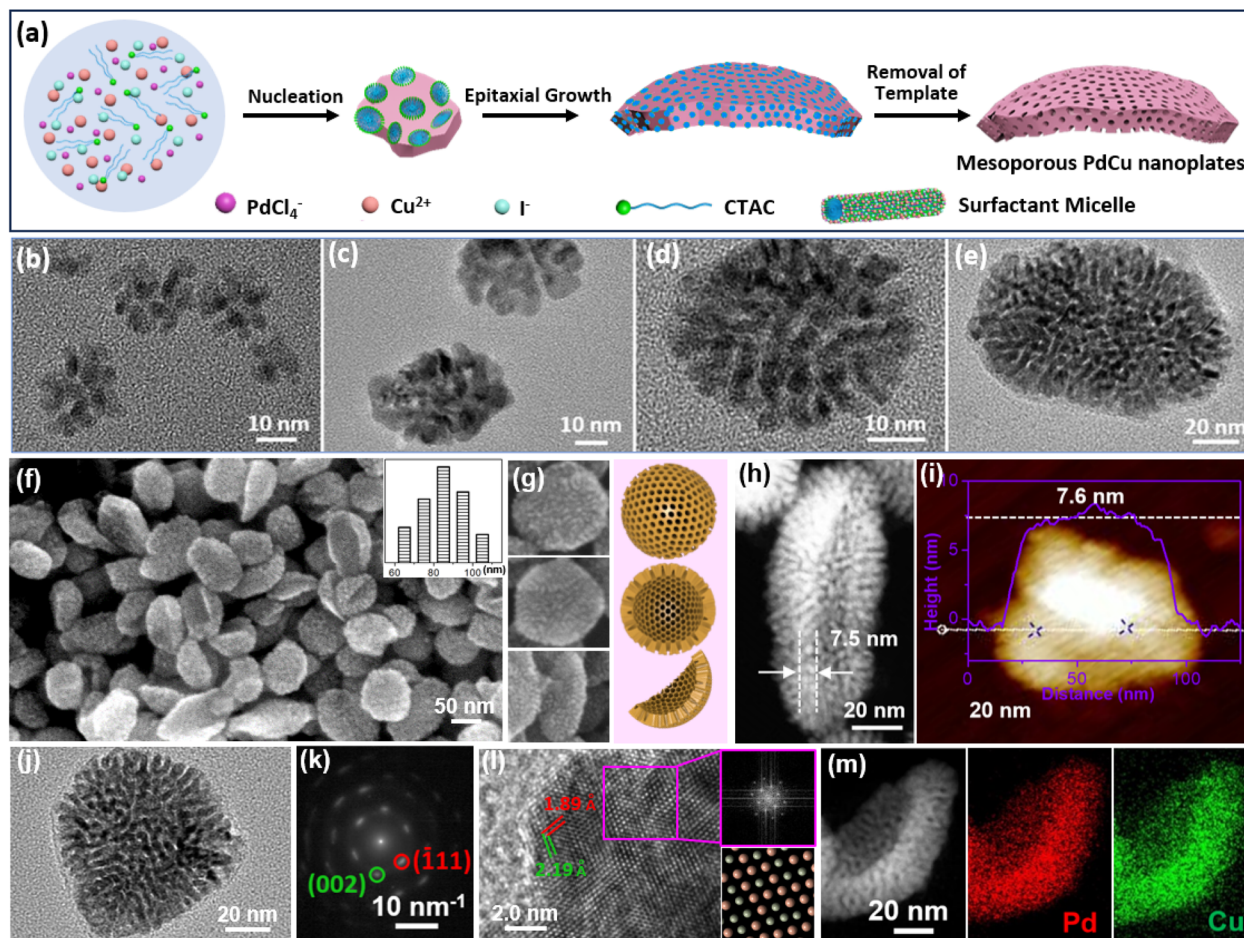 (a)
Nucleation
Epitaxial Growth
Removal of
Template
Mesoporous PdCu nanoplates
PdCl₄⁻
Cu²⁺
I⁻
CTAC
Surfactant Micelle
(b)
10 nm
(c)
10 nm
(d)
10 nm
(e)
20 nm
(f)
60 80 100 (nm)
50 nm
(g)
(h)
7.5 nm
20 nm
(i)
10
7.6 nm
5
0
Height (nm)
0 50 100
Distance (nm)
20 nm
(j)
20 nm
(k)
(1̄11)
(002)
10 nm⁻¹
(l)
1.89 Å
2.19 Å
2.0 nm
(m)
20 nm
Pd
Cu